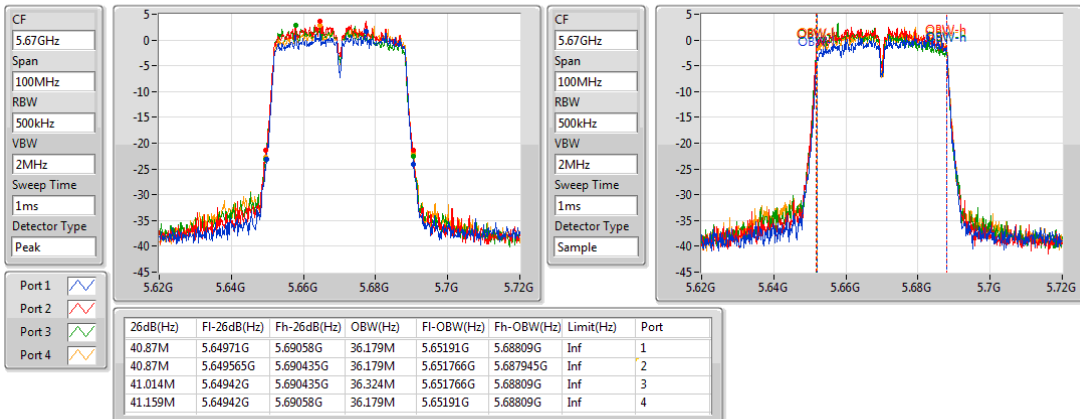 CF
5.67GHz
Span
100MHz
RBW
500kHz
VBW
2MHz
Sweep Time
1ms
Detector Type
Peak
5
0
-5
-10
-15
-20
-25
-30
-35
-40
-45
5.62G 5.64G 5.66G 5.68G 5.7G 5.72G
CF
5.67GHz
Span
100MHz
RBW
500kHz
VBW
2MHz
Sweep Time
1ms
Detector Type
Sample
5
0
-5
-10
-15
-20
-25
-30
-35
-40
-45
OBW-h
OBW-h
5.62G 5.64G 5.66G 5.68G 5.7G 5.72G
Port 1
Port 2
Port 3
Port 4
26dB(Hz) Fl-26dB(Hz) Fh-26dB(Hz) OBW(Hz) Fl-OBW(Hz) Fh-OBW(Hz) Limit(Hz) Port
40.87M 5.64971G 5.69058G 36.179M 5.65191G 5.68809G Inf 1
40.87M 5.649565G 5.690435G 36.179M 5.651766G 5.687945G Inf 2
41.014M 5.64942G 5.690435G 36.324M 5.651766G 5.68809G Inf 3
41.159M 5.64942G 5.69058G 36.179M 5.65191G 5.68809G Inf 4